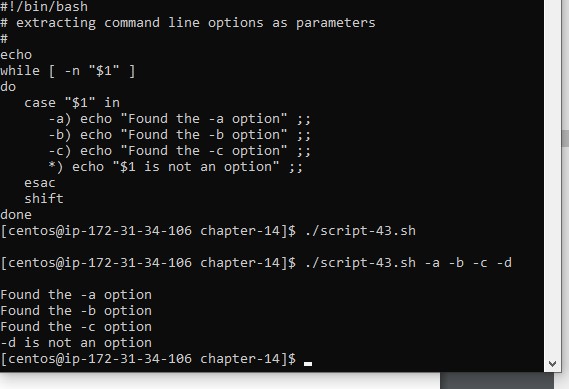 #!/bin/bash
# extracting command line options as parameters
#
echo
while [ -n "$1" ]
do
   case "$1" in
      -a) echo "Found the -a option" ;;
      -b) echo "Found the -b option" ;;
      -c) echo "Found the -c option" ;;
      *) echo "$1 is not an option" ;;
   esac
   shift
done
[centos@ip-172-31-34-106 chapter-14]$ ./script-43.sh

[centos@ip-172-31-34-106 chapter-14]$ ./script-43.sh -a -b -c -d

Found the -a option
Found the -b option
Found the -c option
-d is not an option
[centos@ip-172-31-34-106 chapter-14]$